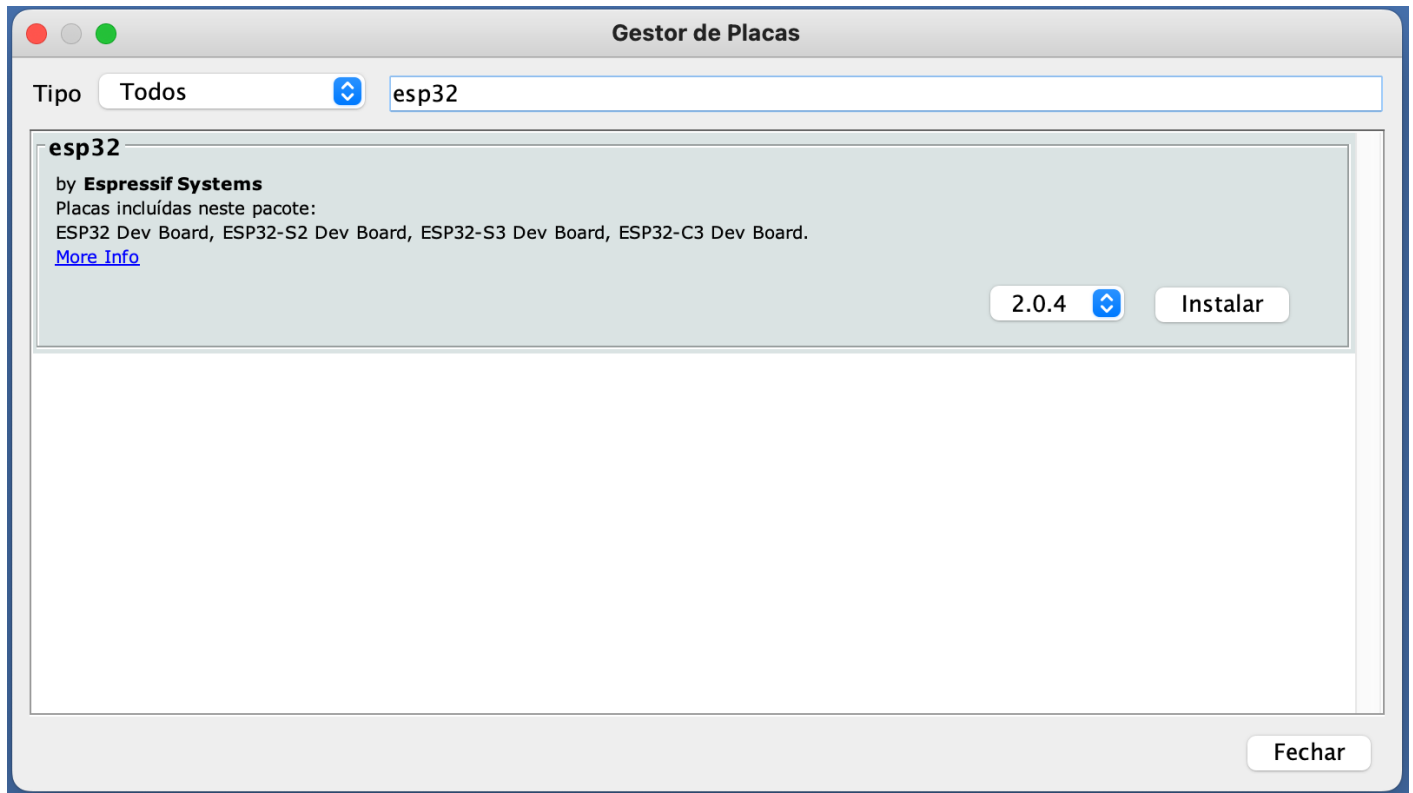 Gestor de Placas
Tipo Todos esp32
esp32
by Espressif Systems
Placas incluídas neste pacote:
ESP32 Dev Board, ESP32-S2 Dev Board, ESP32-S3 Dev Board, ESP32-C3 Dev Board.
More Info
2.0.4 Instalar
Fechar